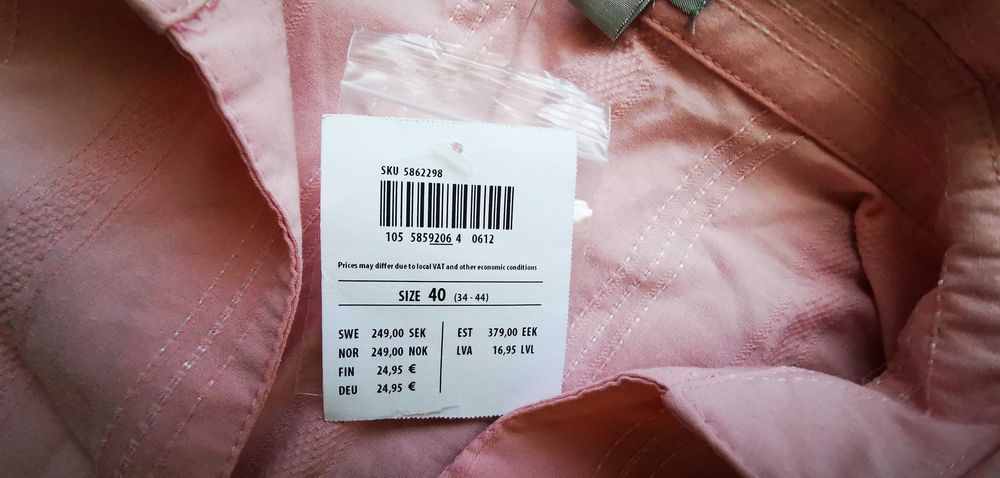 SKU 5862298
105 5859206 4 0612
Prices may differ due to local VAT and other economic conditions
SIZE 40 (34 - 44)
SWE 249,00 SEK
NOR 249,00 NOK
FIN 24,95 €
DEU 24,95 €
EST 379,00 EEK
LVA 16,95 LVL